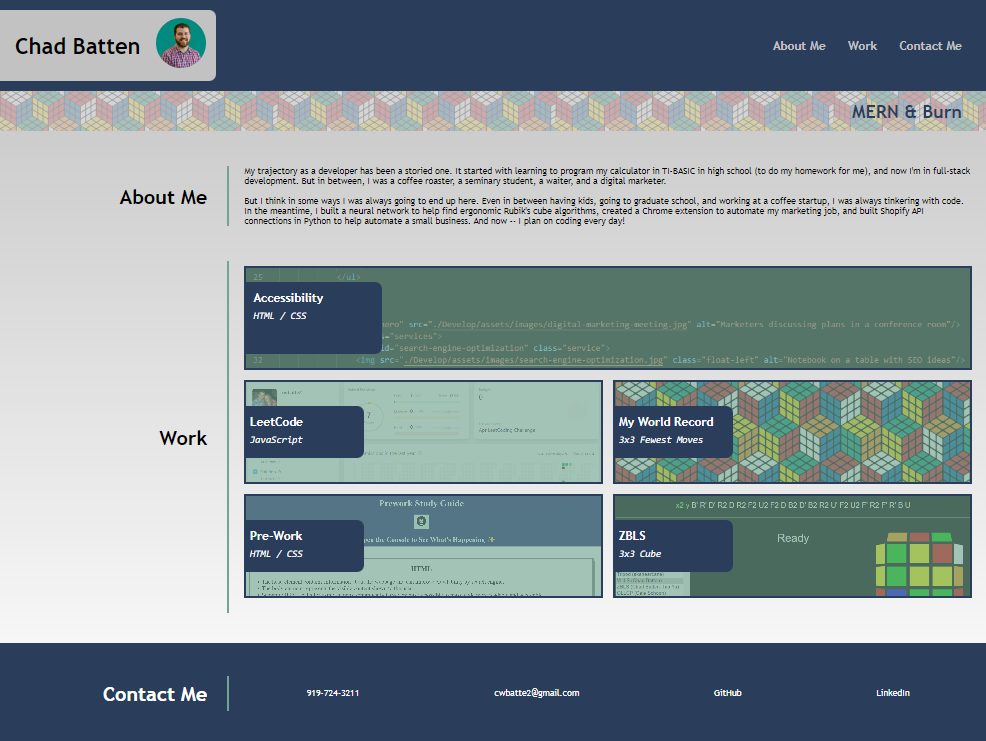 Chad Batten
About Me Work Contact Me
MERN & Burn
About Me
My trajectory as a developer has been a storied one. It started with learning to program my calculator in TI-BASIC in high school (to do my homework for me), and now I'm in full-stack
development. But in between, I was a coffee roaster, a seminary student, a waiter, and a digital marketer.
But I think in some ways I was always going to end up here. Even in between having kids, going to graduate school, and working at a coffee startup, I was always tinkering with code.
In the meantime, I built a neural network to help find ergonomic Rubik's cube algorithms, created a Chrome extension to automate my marketing job, and built Shopify API
connections in Python to help automate a small business. And now -- I plan on coding every day!
Work
25 </ul>
Accessibility
HTML / CSS
hero" src="./Develop/assets/images/digital-marketing-meeting.jpg" alt="Marketers discussing plans in a conference room"/>
="services">
id="search-engine-optimization" class="service">
32 <img src="./Develop/assets/images/search-engine-optimization.jpg" class="float-left" alt="Notebook on a table with SEO ideas"/>
LeetCode
JavaScript
My World Record
3x3 Fewest Moves
Prework Study Guide
pen the Console to See What's Happening
Pre-Work
HTML / CSS
HTML
x2 y B' R' D' R2 D R2 F2 U2 F2 D B2 D' B2 R2 U' F2 U2 F' R2 F' R' B U
Ready
ZBLS
3x3 Cube
Contact Me
919-724-3211 cwbatte2@gmail.com GitHub LinkedIn